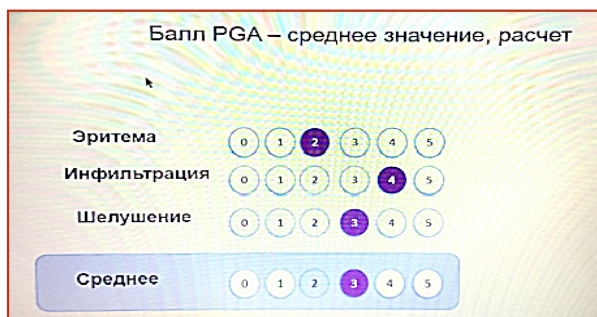 Балл PGA – среднее значение, расчет
Эритема 0 1 2 3 4 5
Инфильтрация 0 1 2 3 4 5
Шелушение 0 1 2 3 4 5
Среднее 0 1 2 3 4 5